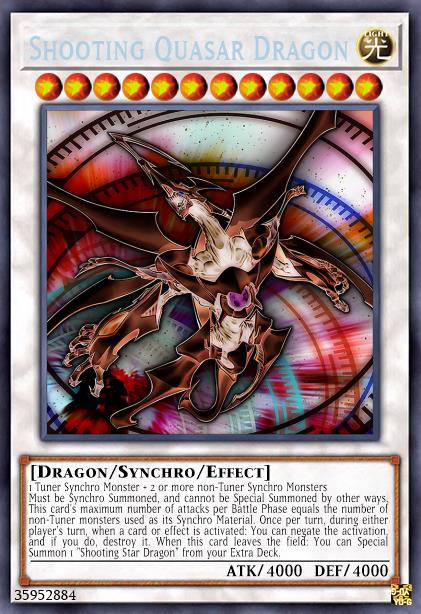 SHOOTING QUASAR DRAGON
LIGHT
光
[DRAGON/SYNCHRO/EFFECT]
1 Tuner Synchro Monster + 2 or more non-Tuner Synchro Monsters
Must be Synchro Summoned, and cannot be Special Summoned by other ways.
This card's maximum number of attacks per Battle Phase equals the number of
non-Tuner monsters used as its Synchro Material. Once per turn, during either
player's turn, when a card or effect is activated: You can negate the activation,
and if you do, destroy it. When this card leaves the field: You can Special
Summon 1 "Shooting Star Dragon" from your Extra Deck.
ATK/4000 DEF/4000
35952884